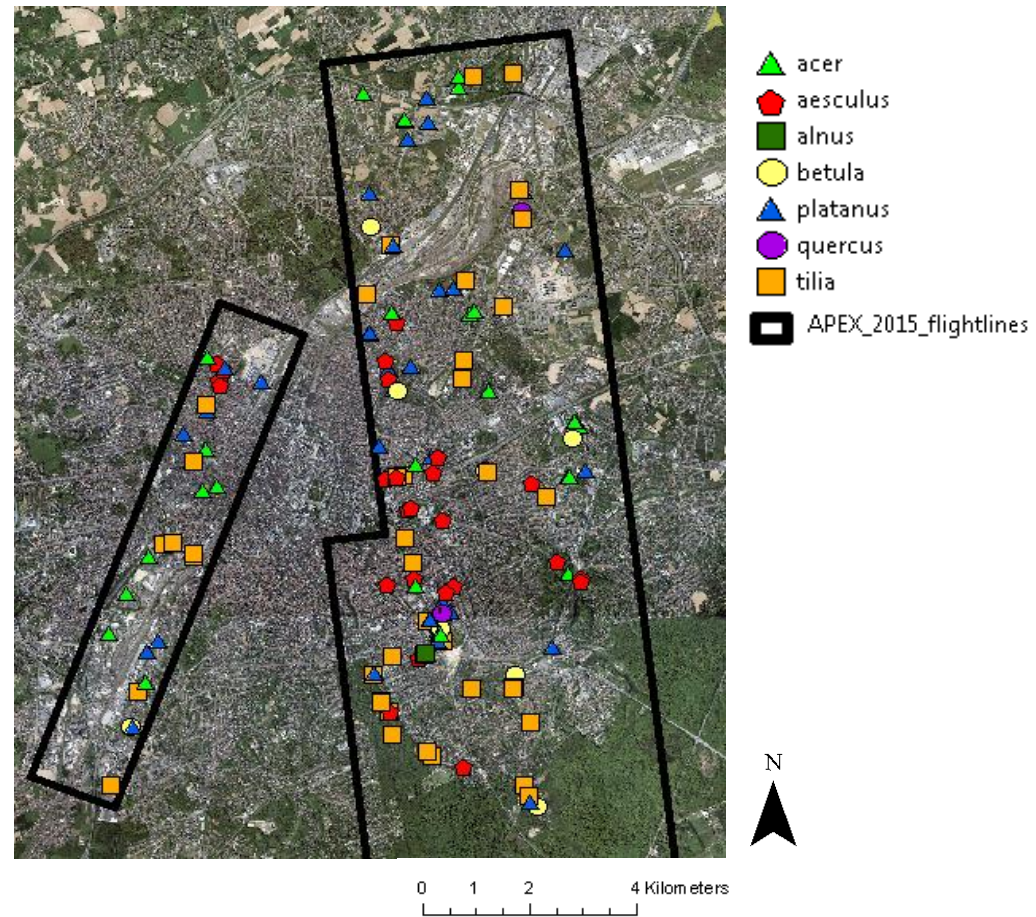 acer
aesculus
alnus
betula
platanus
quercus
tilia
APEX_2015_flightlines
N
0 1 2 4 Kilometers